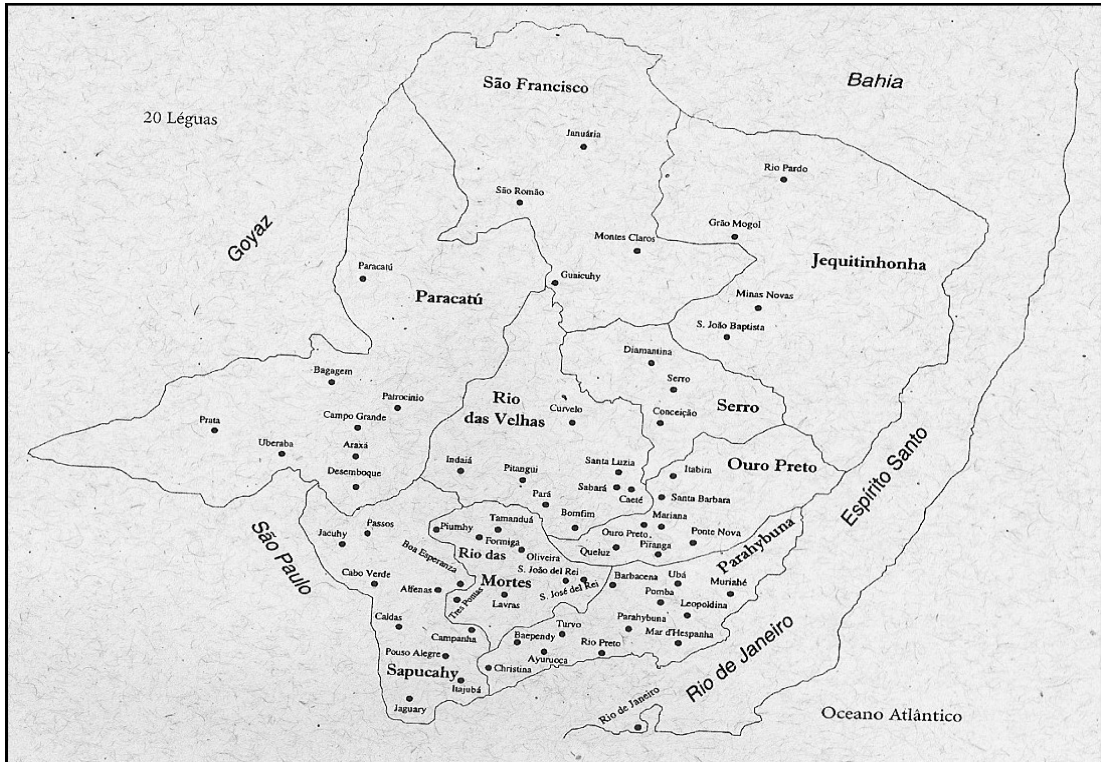 São Francisco
Bahia
20 Léguas
Januária
Rio Pardo
São Romão
Goyaz
Grão Mogol
Montes Claros
Jequitinhonha
Paracatú
Guaicuhy
Paracatú
Minas Novas
S. João Baptista
Diamantina
Bagagem
Serro
Rio
das Velhas
Patrocinio
Serro
Curvelo
Conceição
Prata
Campo Grande
Uberaba
Araxá
Ouro Preto
Indaiá
Pitangui
Santa Luzia
Itabira
Desemboque
Sabará
Caeté
Santa Barbara
Espírito Santo
Pará
Bomfim
Mariana
São Paulo
Passos
Piumhy
Tamanduá
Ouro Preto
Ponte Nova
Parahybuna
Jacuhy
Formiga
Queluz
Piranga
Boa Esperanza
Rio das
Mortes
Oliveira
S. João del Rei
S. José del Rei
Barbacena
Ubá
Muriahé
Cabo Verde
Alfenas
Tres Pontas
Lavras
Pomba
Leopoldina
Caldas
Campanha
Baependy
Turvo
Parahybuna
Mar d'Hespanha
Pouso Alegre
Rio Preto
Sapucahy
Christina
Ayuruoca
Itajubá
Jaguary
Rio de Janeiro
Rio de Janeiro
Oceano Atlântico